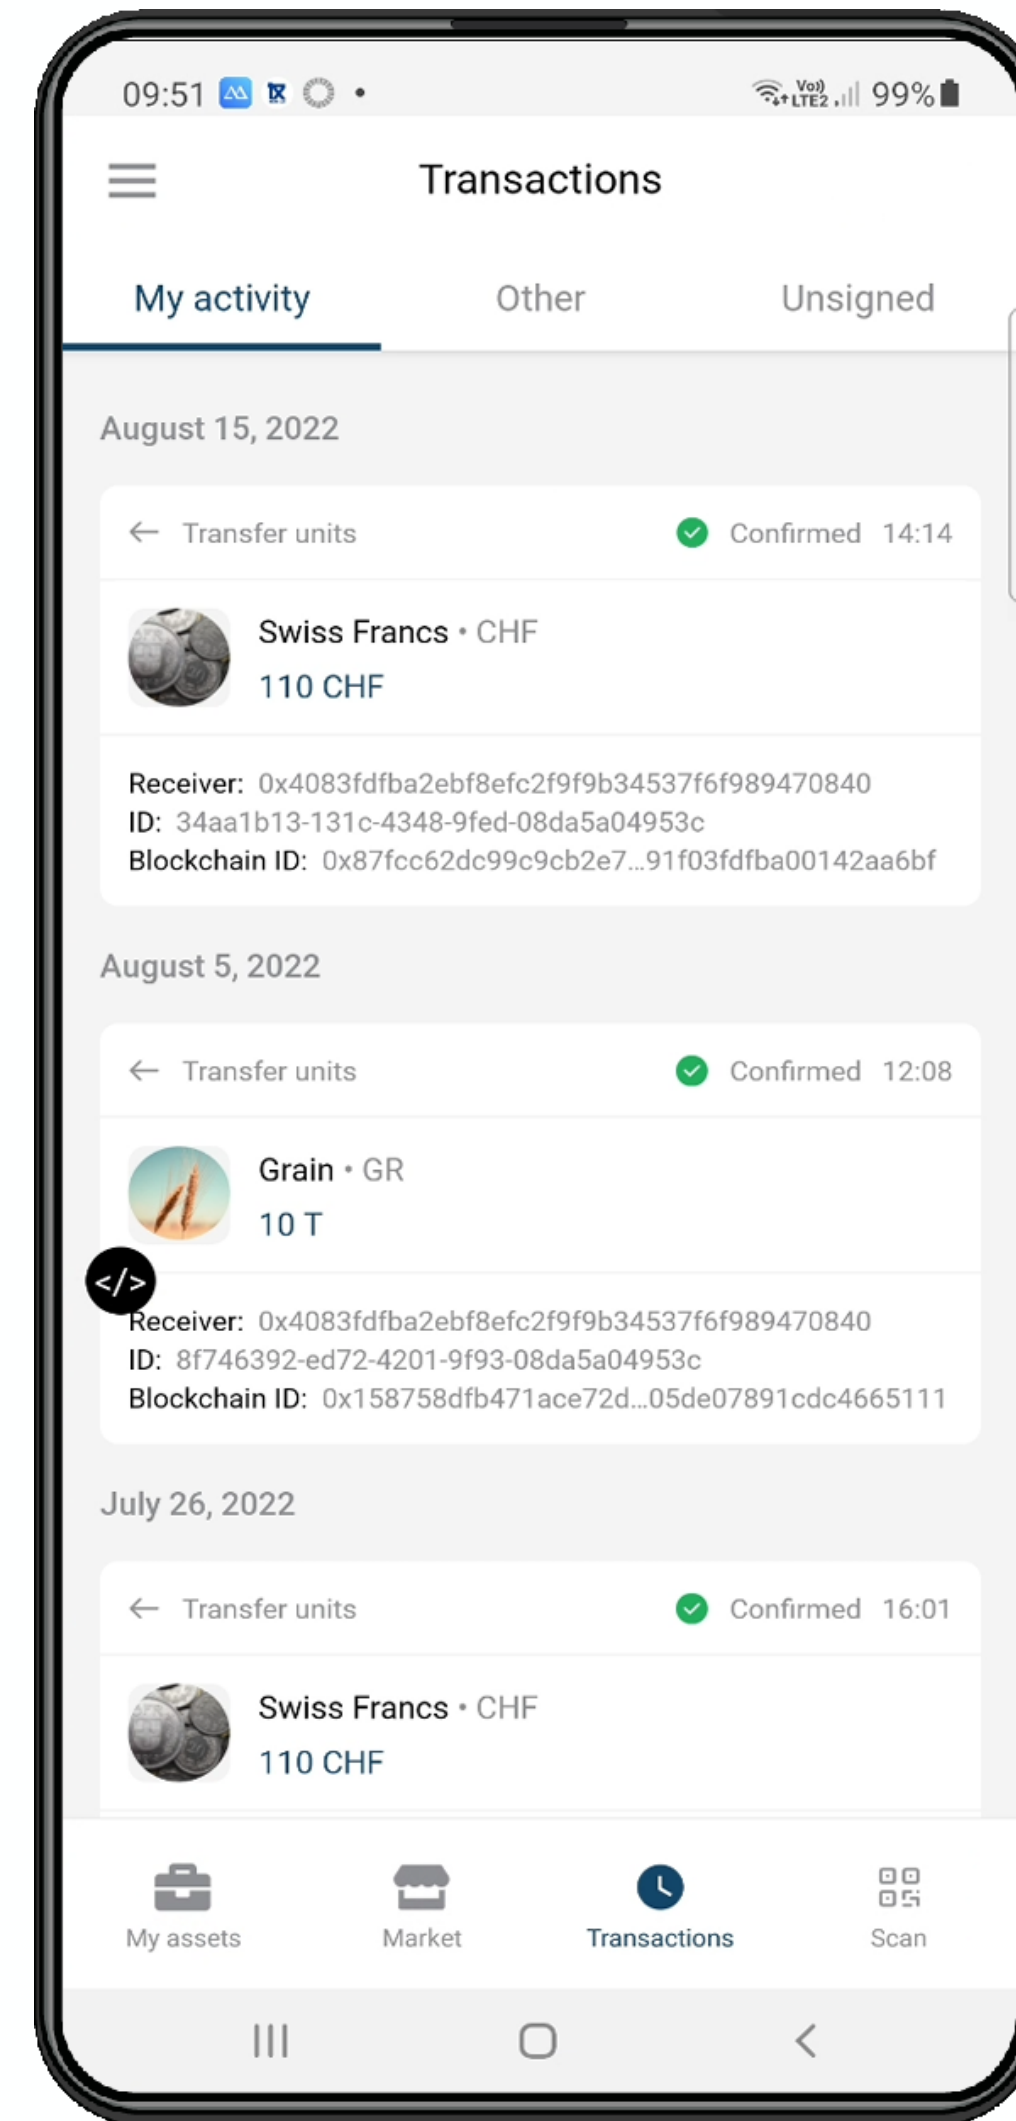 09:51
Vo)) LTE2 99%
Transactions
My activity Other Unsigned
August 15, 2022
← Transfer units Confirmed 14:14
Swiss Francs • CHF
110 CHF
Receiver: 0x4083fdfba2ebf8efc2f9f9b34537f6f989470840
ID: 34aa1b13-131c-4348-9fed-08da5a04953c
Blockchain ID: 0x87fcc62dc99c9cb2e7...91f03fdfba00142aa6bf
August 5, 2022
← Transfer units Confirmed 12:08
Grain • GR
10 T
</>
Receiver: 0x4083fdfba2ebf8efc2f9f9b34537f6f989470840
ID: 8f746392-ed72-4201-9f93-08da5a04953c
Blockchain ID: 0x158758dfb471ace72d...05de07891cdc4665111
July 26, 2022
← Transfer units Confirmed 16:01
Swiss Francs • CHF
110 CHF
My assets Market Transactions Scan